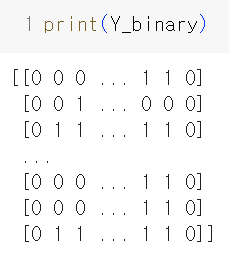 1 print(Y_binary)
[[0 0 0 ... 1 1 0]
[0 0 1 ... 0 0 0]
[0 1 1 ... 1 1 0]
...
[0 0 0 ... 1 1 0]
[0 0 0 ... 1 1 0]
[0 1 1 ... 1 1 0]]